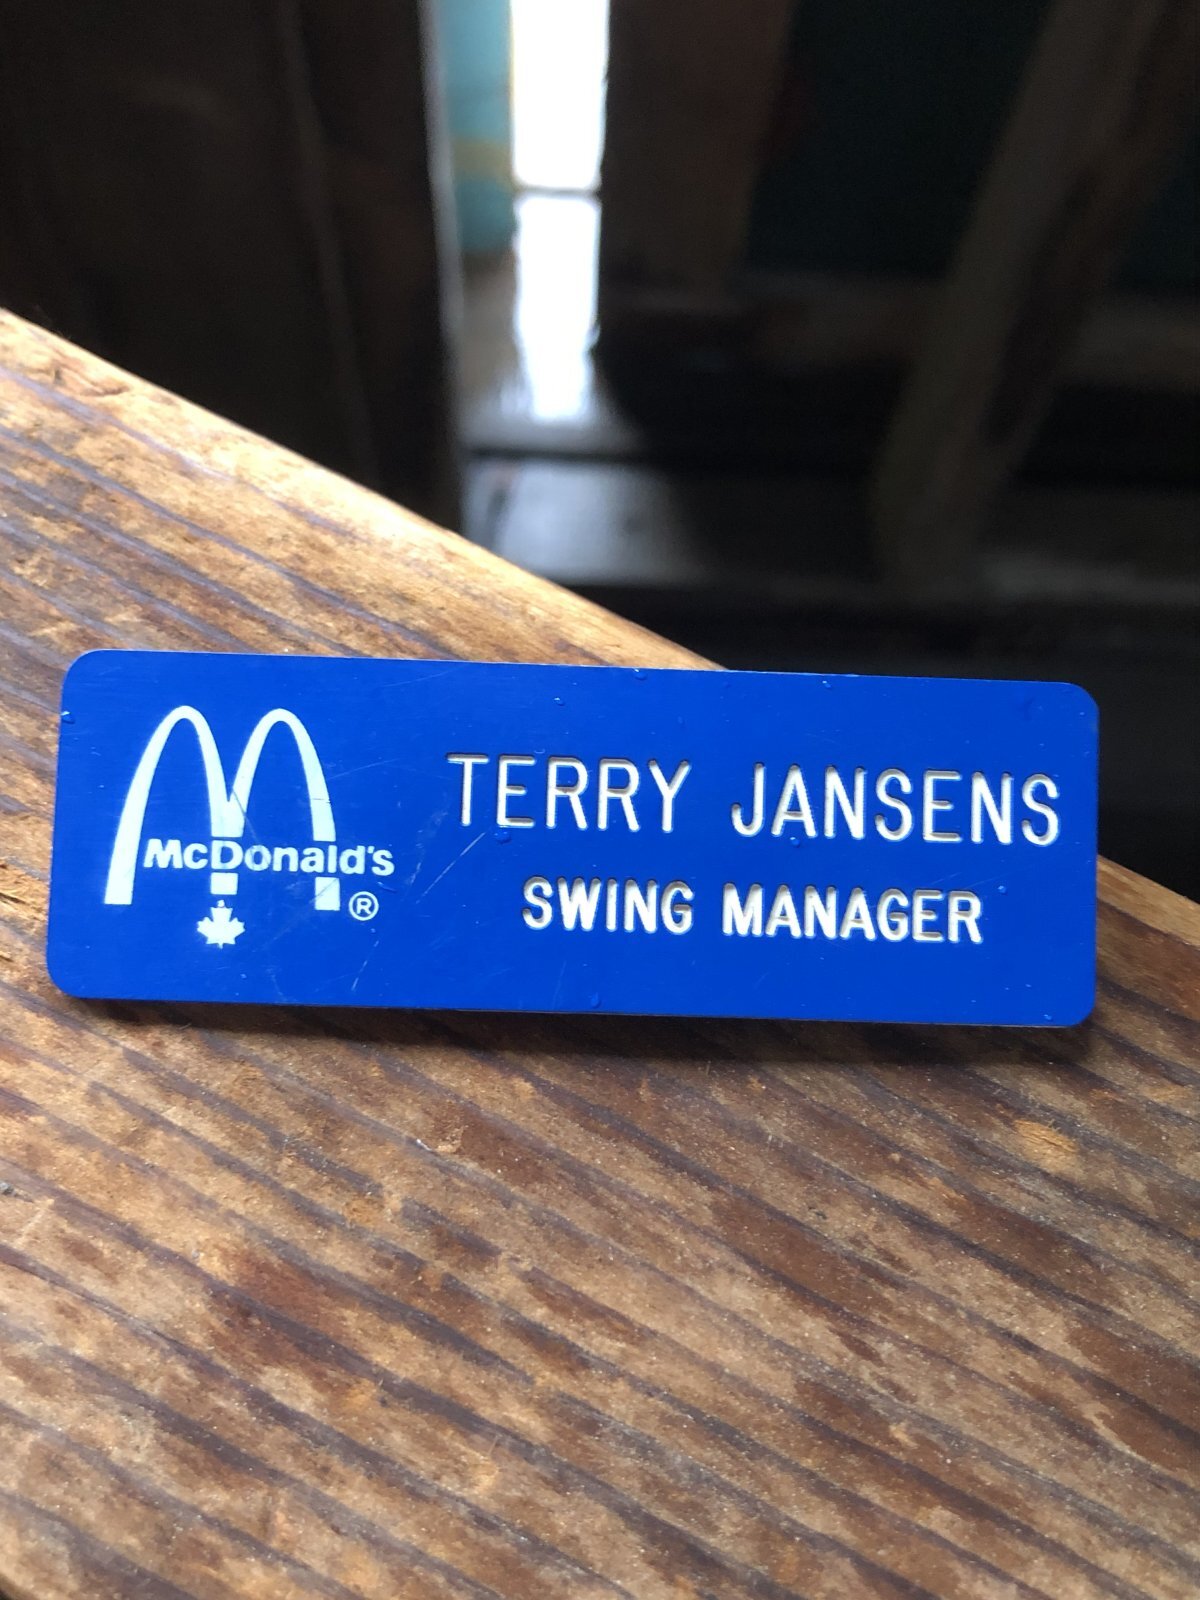 McDonald's
®
TERRY JANSENS
SWING MANAGER